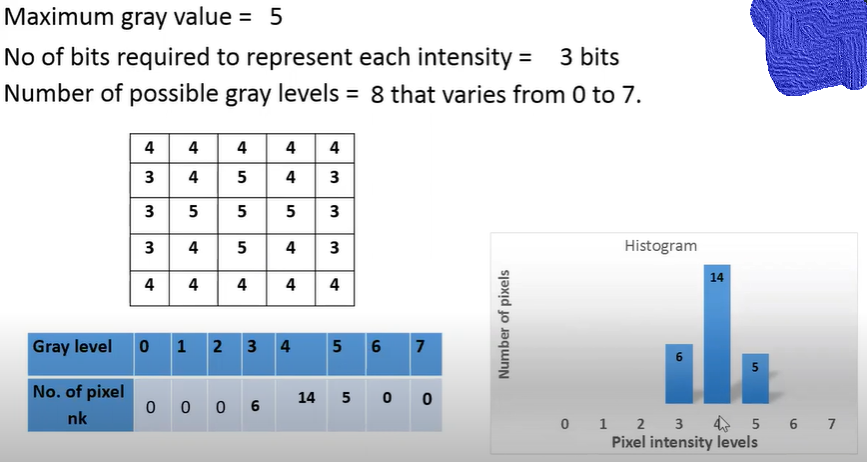 Maximum gray value = 5
No of bits required to represent each intensity = 3 bits
Number of possible gray levels = 8 that varies from 0 to 7.
4 4 4 4 4
3 4 5 4 3
3 5 5 5 3
3 4 5 4 3
4 4 4 4 4
Gray level 0 1 2 3 4 5 6 7
No. of pixel
nk 0 0 0 6 14 5 0 0
Histogram
Number of pixels
14
6
5
0 1 2 3 4 5 6 7
Pixel intensity levels